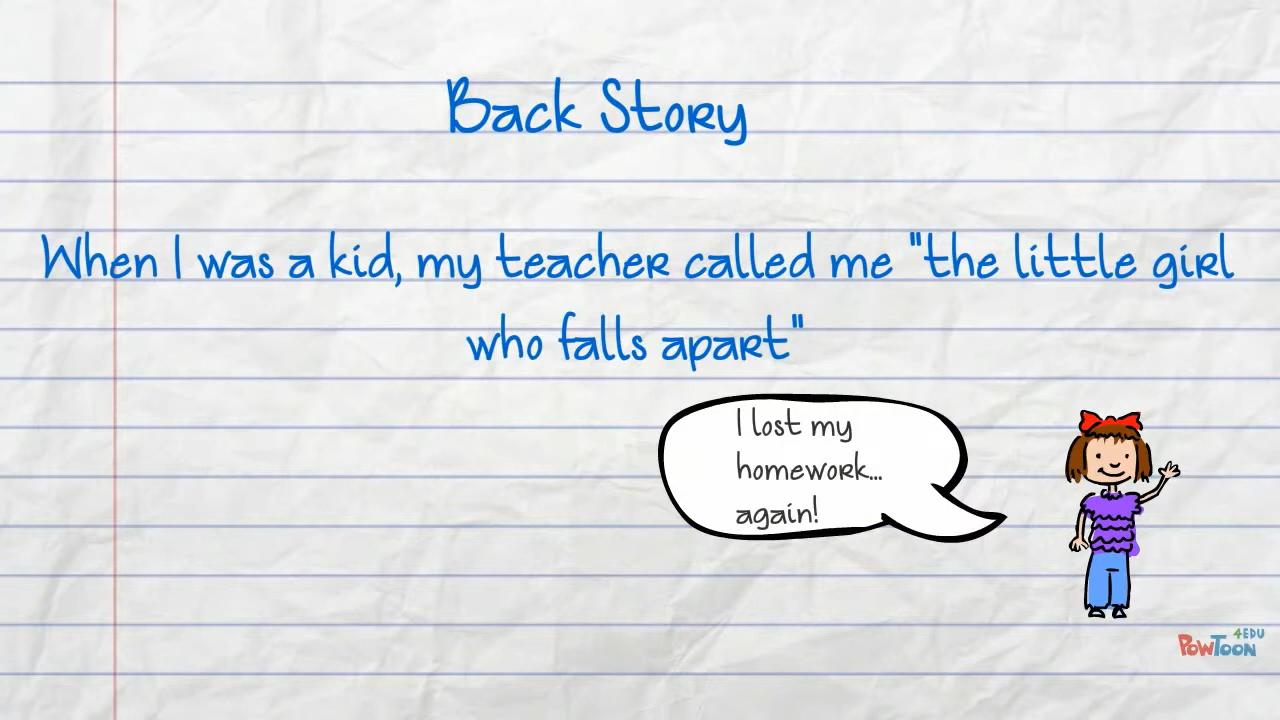 Back Story
When I was a kid, my teacher called me "the little girl
who falls apart"
I lost my
homework...
again!
4EDU
POWTOON